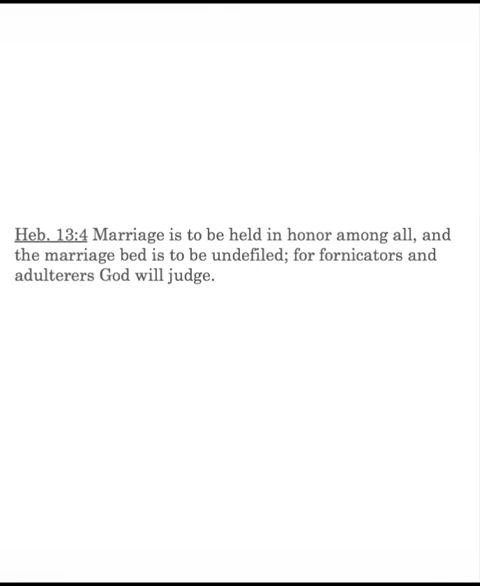 Heb. 13:4 Marriage is to be held in honor among all, and
the marriage bed is to be undefiled; for fornicators and
adulterers God will judge.